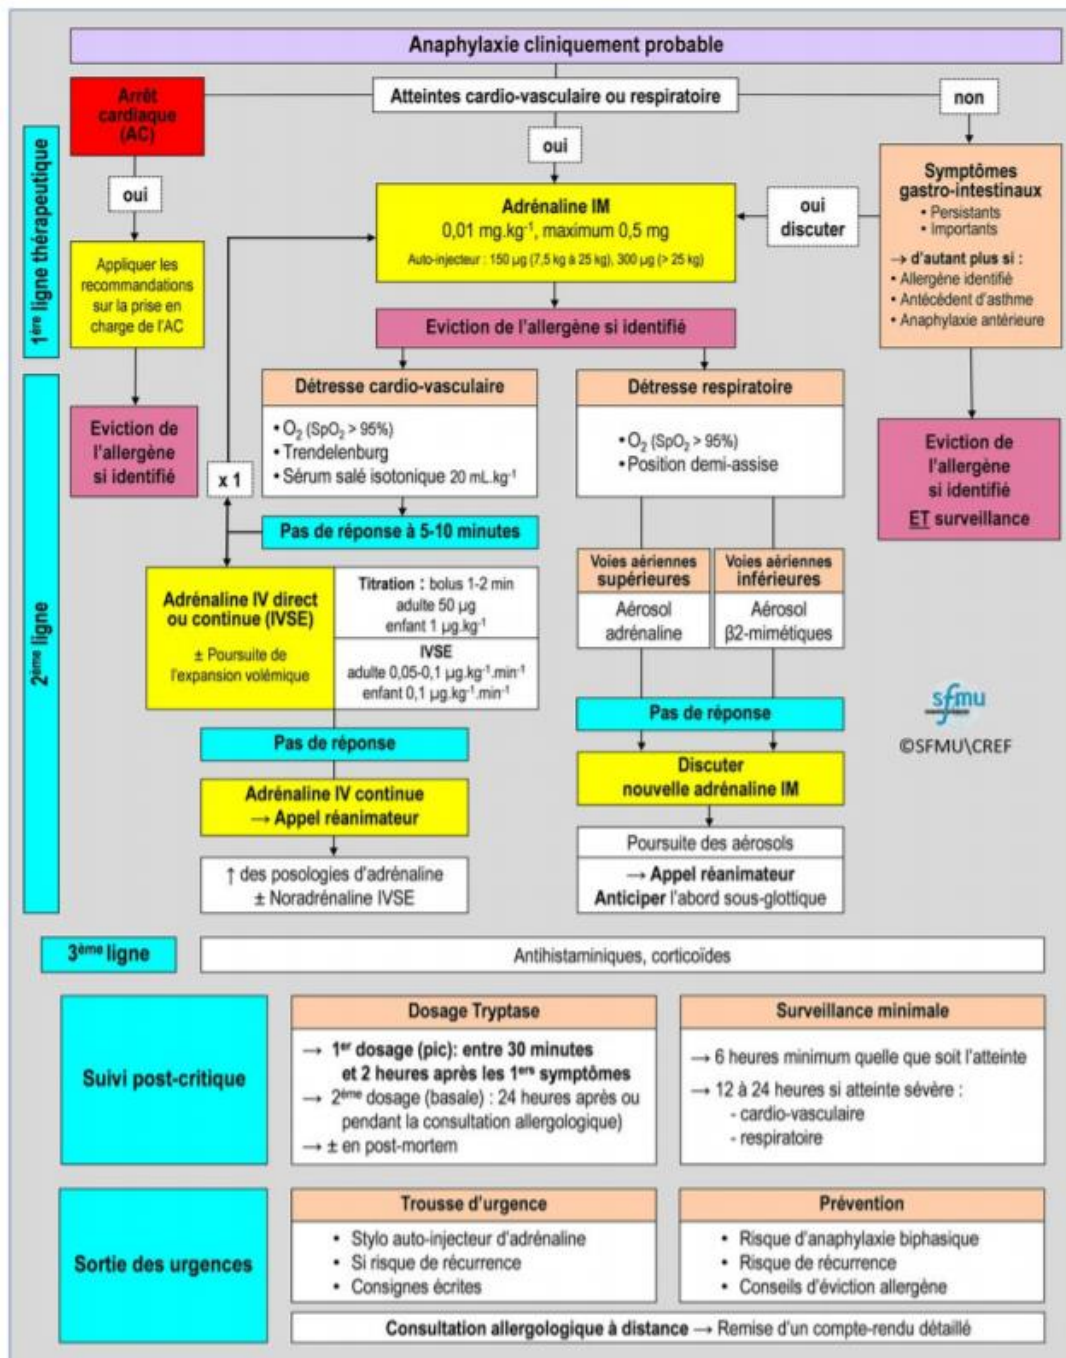 Anaphylaxie cliniquement probable
Arrêt
cardiaque
(AC)
Atteintes cardio-vasculaire ou respiratoire
non
oui
oui
1ère ligne thérapeutique
Adrénaline IM
0,01 mg.kg⁻¹, maximum 0,5 mg
Auto-injecteur : 150 µg (7,5 kg à 25 kg), 300 µg (> 25 kg)
oui
discuter
Symptômes
gastro-intestinaux
• Persistants
• Importants
→ d'autant plus si :
• Allergène identifié
• Antécédent d'asthme
• Anaphylaxie antérieure
Appliquer les
recommandations
sur la prise en
charge de l'AC
Eviction de l'allergène si identifié
2ème ligne
Eviction de
l'allergène
si identifié
x 1
Détresse cardio-vasculaire
• O₂ (SpO₂ > 95%)
• Trendelenburg
• Sérum salé isotonique 20 mL.kg⁻¹
Détresse respiratoire
• O₂ (SpO₂ > 95%)
• Position demi-assise
Eviction de
l'allergène
si identifié
ET surveillance
Pas de réponse à 5-10 minutes
Adrénaline IV direct
ou continue (IVSE)
± Poursuite de
l'expansion volémique
Titration : bolus 1-2 min
adulte 50 µg
enfant 1 µg.kg⁻¹
IVSE
adulte 0,05-0,1 µg.kg⁻¹.min⁻¹
enfant 0,1 µg.kg⁻¹.min⁻¹
Voies aériennes
supérieures
Aérosol
adrénaline
Voies aériennes
inférieures
Aérosol
β2-mimétiques
Pas de réponse
Pas de réponse
sfmu
©SFMU\CREF
Adrénaline IV continue
→ Appel réanimateur
Discuter
nouvelle adrénaline IM
↑ des posologies d'adrénaline
± Noradrénaline IVSE
Poursuite des aérosols
→ Appel réanimateur
Anticiper l'abord sous-glottique
3ème ligne
Antihistaminiques, corticoïdes
Suivi post-critique
Dosage Tryptase
→ 1er dosage (pic): entre 30 minutes
et 2 heures après les 1ers symptômes
→ 2ème dosage (basale) : 24 heures après ou
pendant la consultation allergologique)
→ ± en post-mortem
Surveillance minimale
→ 6 heures minimum quelle que soit l'atteinte
→ 12 à 24 heures si atteinte sévère :
- cardio-vasculaire
- respiratoire
Sortie des urgences
Trousse d'urgence
• Stylo auto-injecteur d'adrénaline
• Si risque de récurrence
• Consignes écrites
Prévention
• Risque d'anaphylaxie biphasique
• Risque de récurrence
• Conseils d'éviction allergène
Consultation allergologique à distance → Remise d'un compte-rendu détaillé